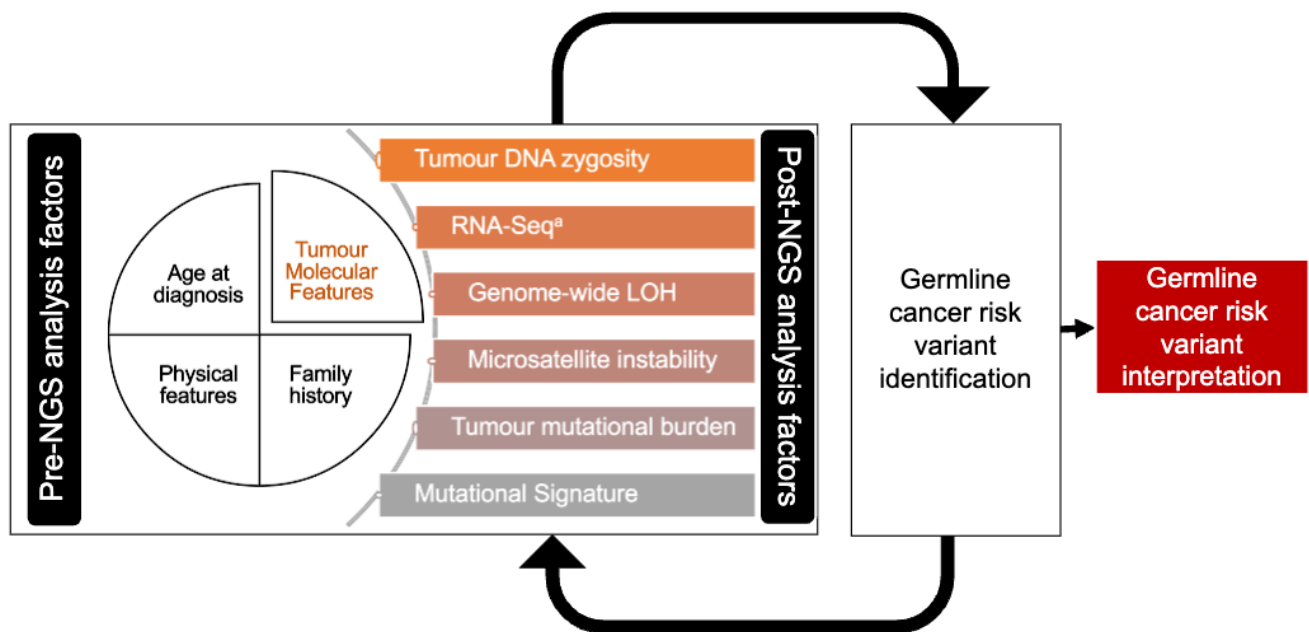 Pre-NGS analysis factors
Age at
diagnosis
Tumour
Molecular
Features
Physical
features
Family
history
Tumour DNA zygosity
RNA-Seqᵃ
Genome-wide LOH
Microsatellite instability
Tumour mutational burden
Mutational Signature
Post-NGS analysis factors
Germline
cancer risk
variant
identification
Germline
cancer risk
variant
interpretation